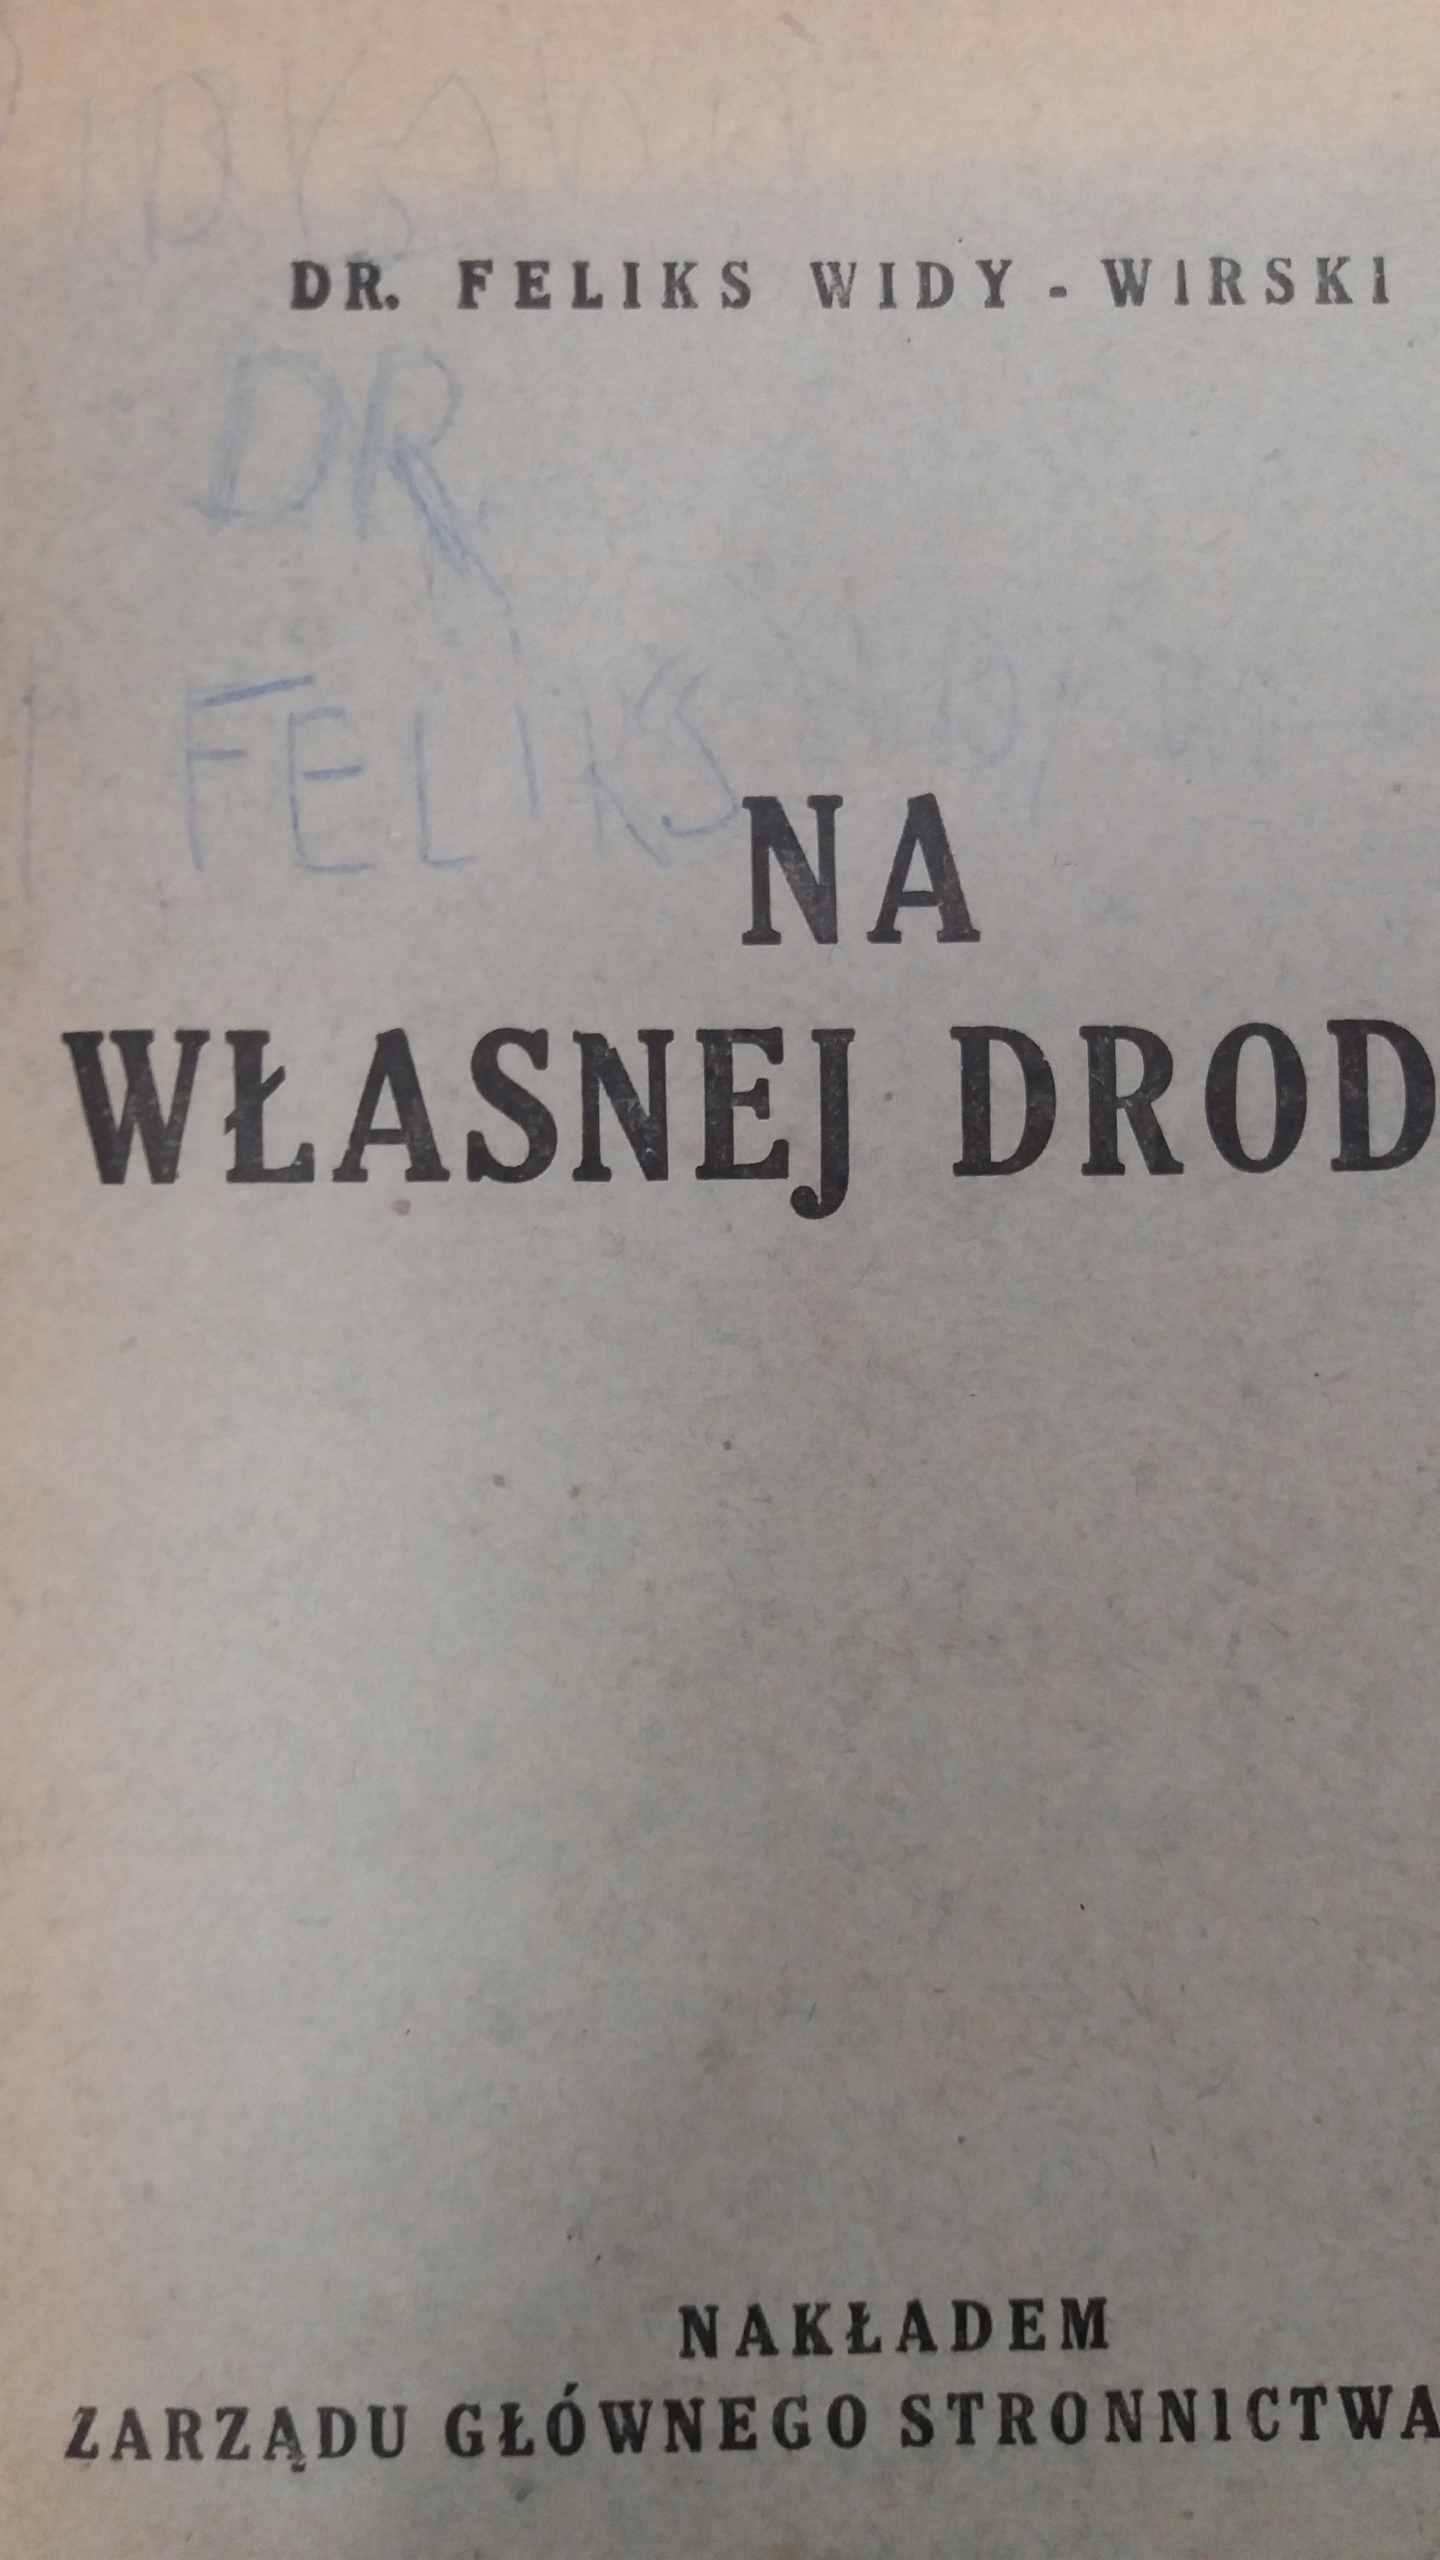 DR. FELIKS WIDY-WIRSKI
DR
FELIKS
NA
WŁASNEJ DROD
NAKŁADEM
ZARZĄDU GŁÓWNEGO STRONNICTWA